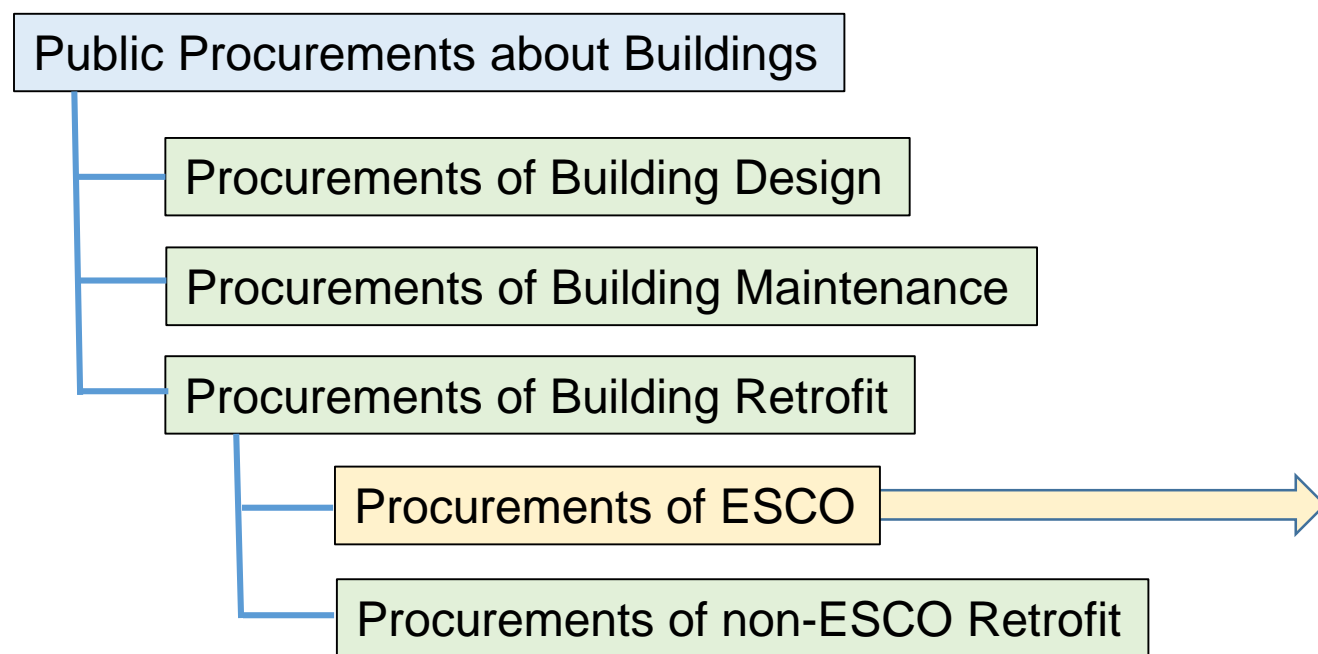 Public Procurements about Buildings
Procurements of Building Design
Procurements of Building Maintenance
Procurements of Building Retrofit
Procurements of ESCO
Procurements of non-ESCO Retrofit